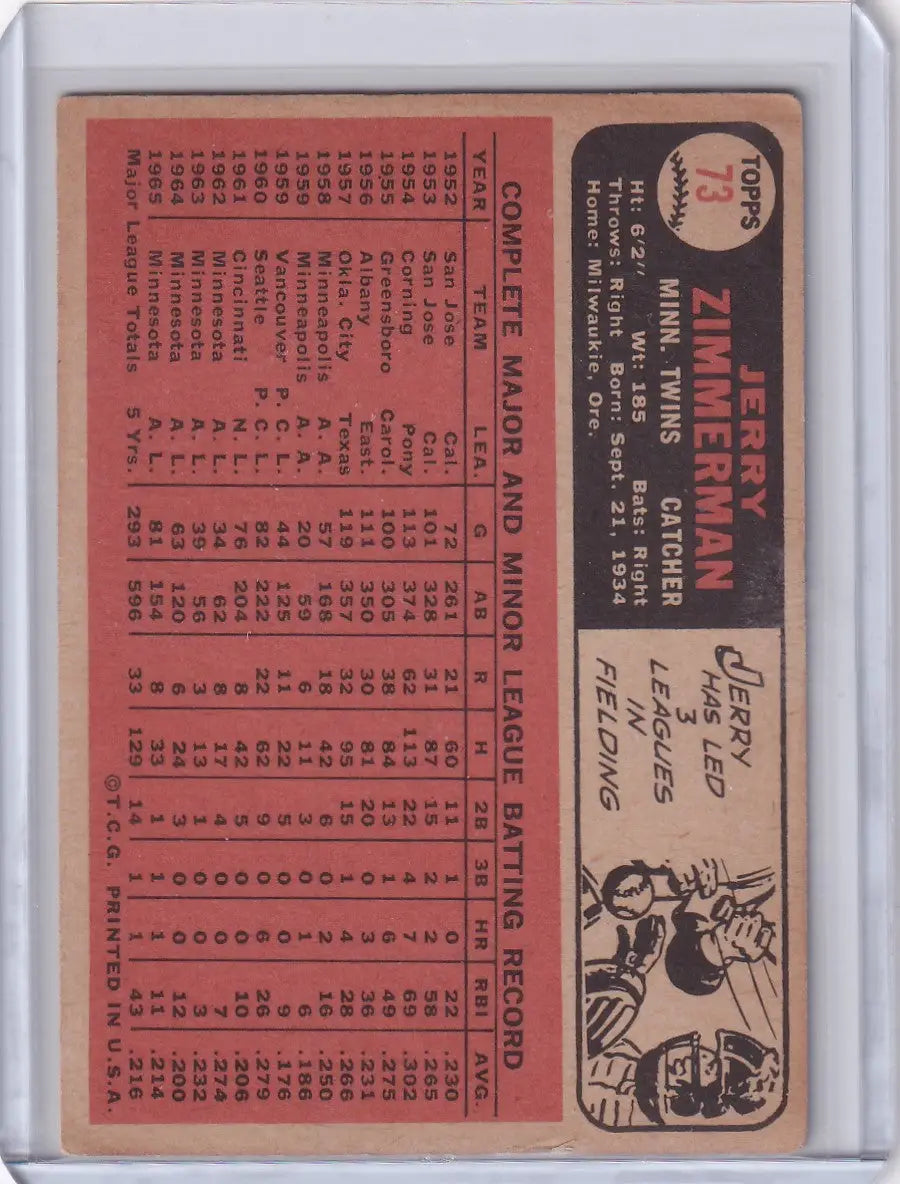 TOPPS
73
JERRY
ZIMMERMAN
MINN. TWINS CATCHER
Ht: 6'2" Wt: 185 Bats: Right
Throws: Right Born: Sept. 21, 1934
Home: Milwaukie, Ore.
JERRY
HAS LED
3
LEAGUES
IN
FIELDING
COMPLETE MAJOR AND MINOR LEAGUE BATTING RECORD
YEAR TEAM LEA. G AB R H 2B 3B HR RBI AVG.
1952 San Jose Cal. 72 261 21 60 11 1 0 22 .230
1953 San Jose Cal. 101 328 31 87 15 2 2 58 .265
1954 Corning Pony 113 374 62 113 22 4 7 69 .302
1955 Greensboro Carol. 100 305 38 84 13 1 6 49 .275
1956 Albany East. 111 350 30 81 20 0 3 36 .231
1957 Okla. City Texas 119 357 32 95 15 1 4 28 .266
1958 Minneapolis A. A. 57 168 18 42 6 0 2 16 .250
1959 Minneapolis A. A. 20 59 6 11 3 0 1 6 .186
1959 Vancouver P. C. L. 44 125 11 22 5 0 0 9 .176
1960 Seattle P. C. L. 82 222 22 62 9 0 6 26 .279
1961 Cincinnati N. L. 76 204 8 42 5 0 0 10 .206
1962 Minnesota A. L. 34 62 8 17 4 0 0 7 .274
1963 Minnesota A. L. 39 56 3 13 1 0 0 3 .232
1964 Minnesota A. L. 63 120 6 24 3 0 0 12 .200
1965 Minnesota A. L. 81 154 8 33 1 1 1 11 .214
Major League Totals 5 Yrs. 293 596 33 129 14 1 1 43 .216
©T.C.G. PRINTED IN U.S.A.